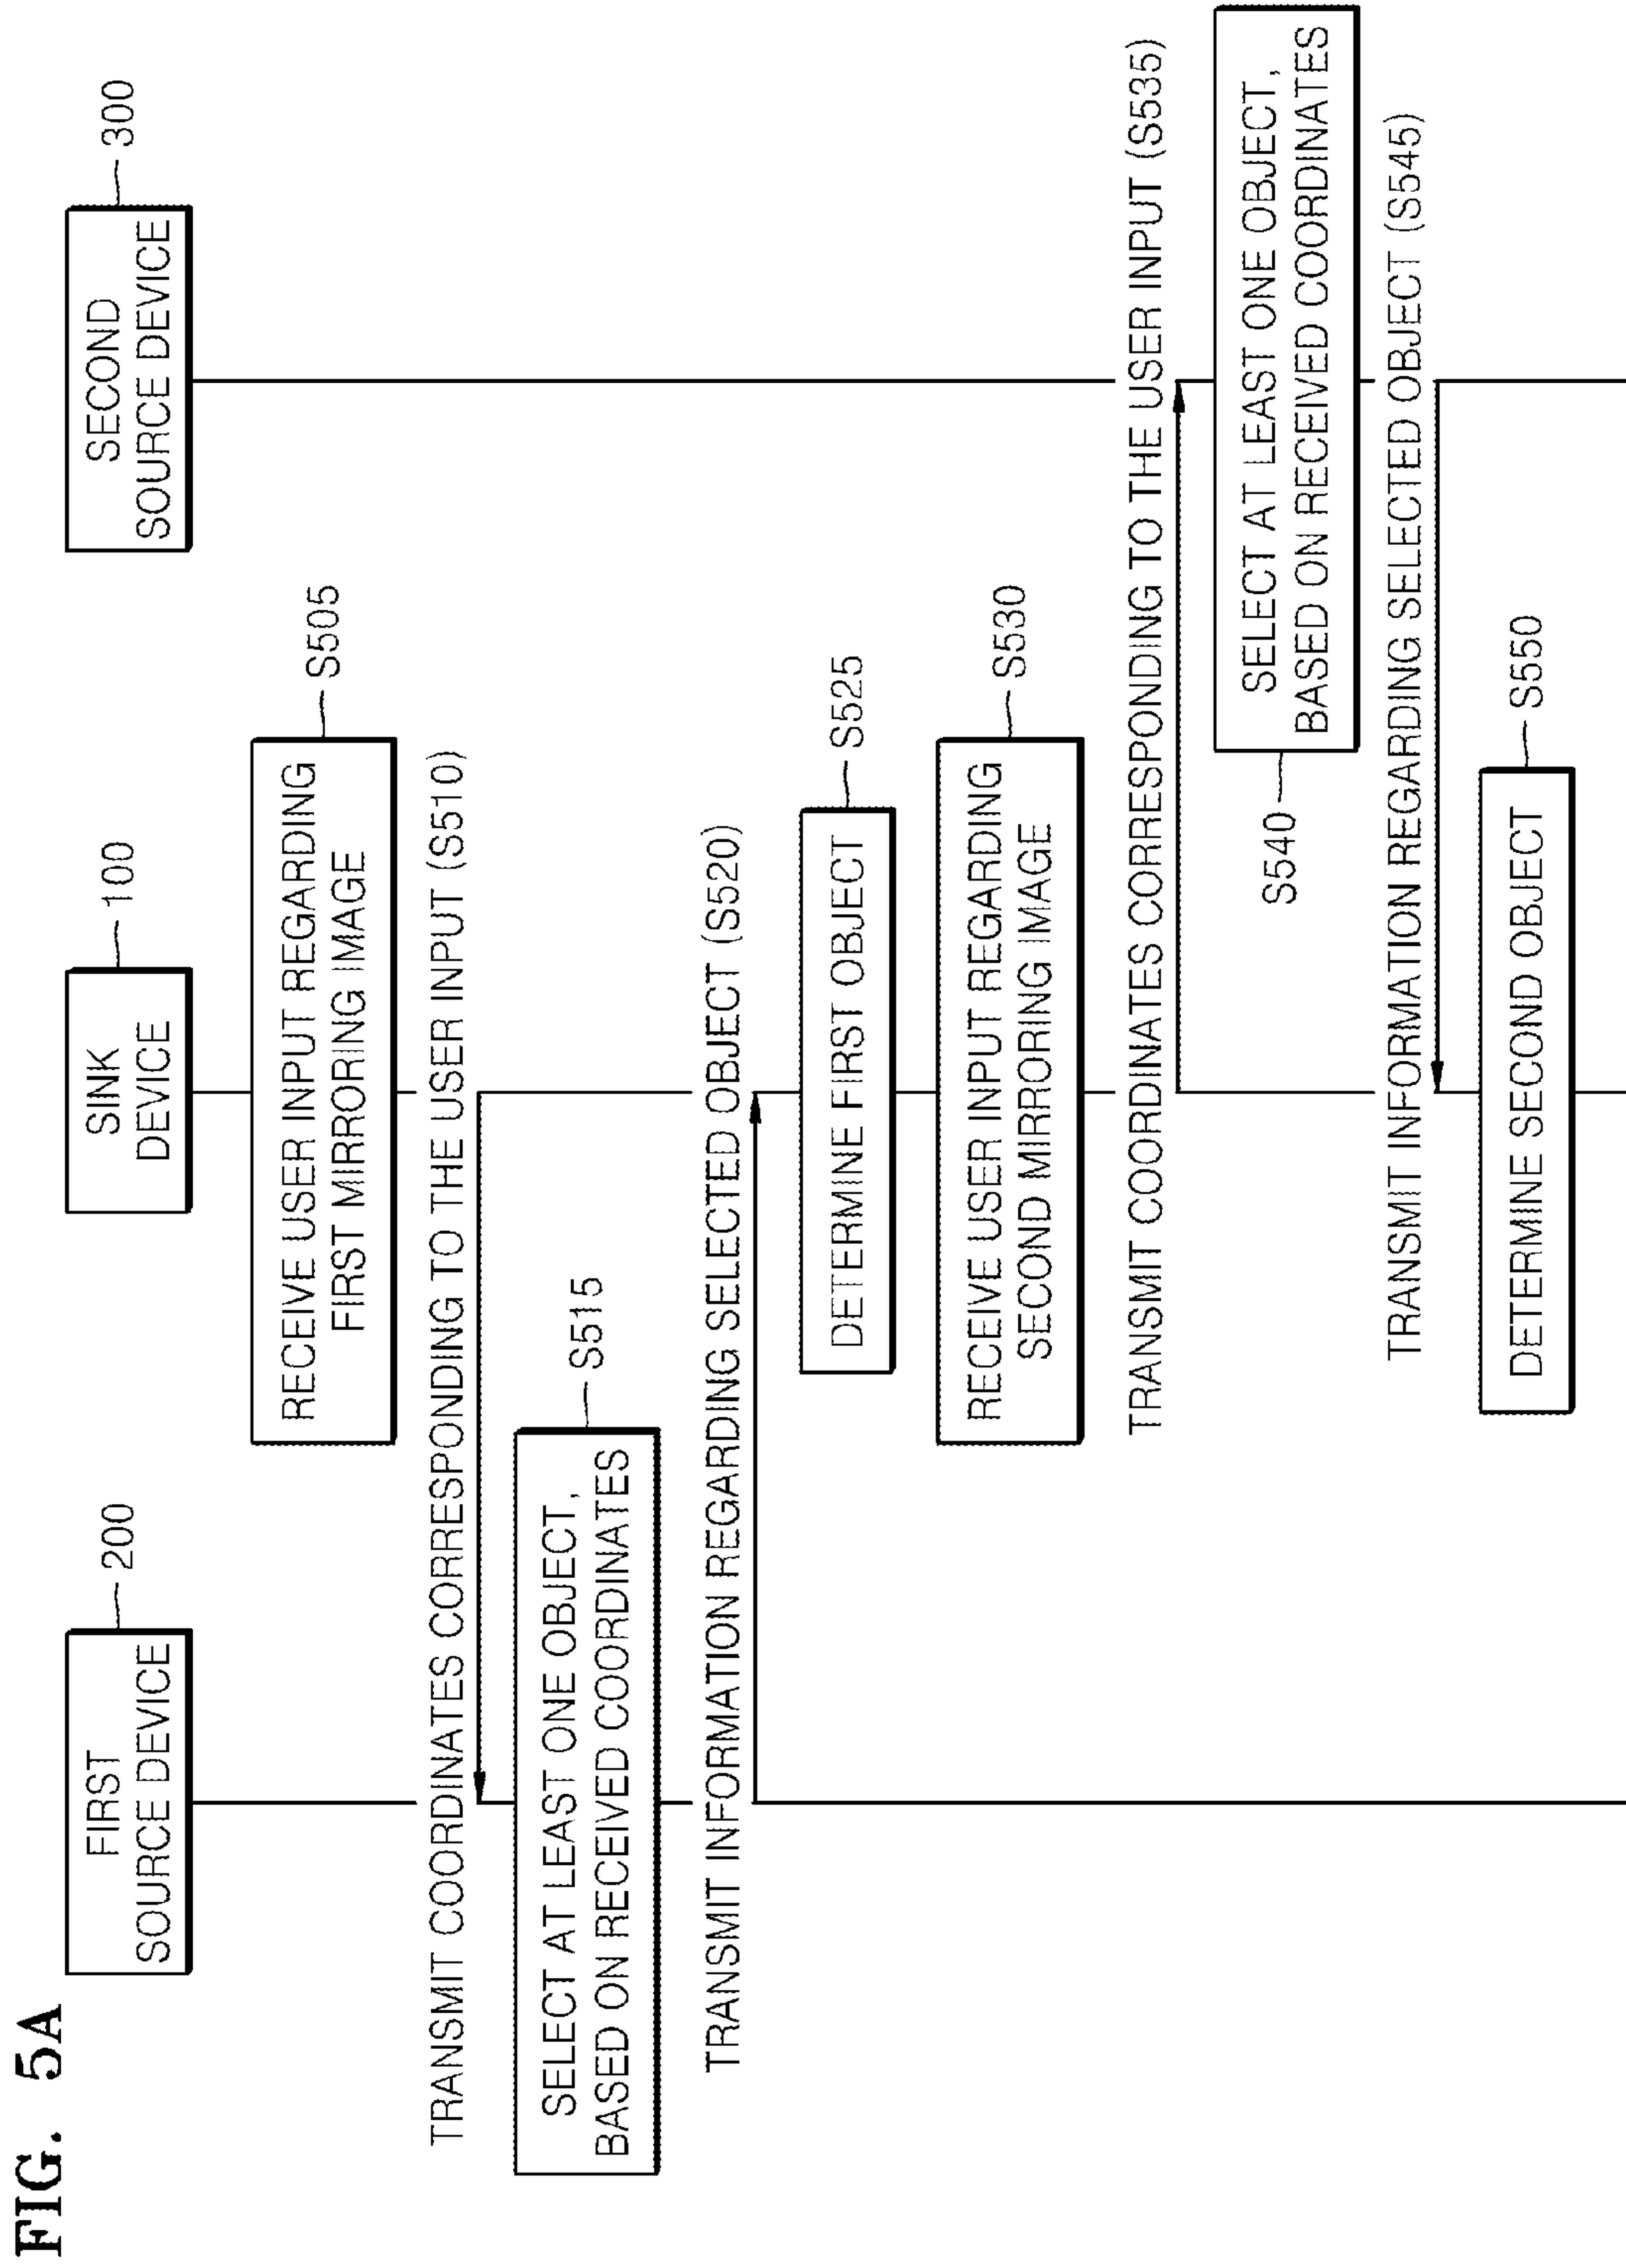 FIG. 5A
FIRST
SOURCE DEVICE
200
SINK
DEVICE
100
SECOND
SOURCE DEVICE
300
RECEIVE USER INPUT REGARDING
FIRST MIRRORING IMAGE
S505
TRANSMIT COORDINATES CORRESPONDING TO THE USER INPUT (S510)
SELECT AT LEAST ONE OBJECT,
BASED ON RECEIVED COORDINATES
S515
TRANSMIT INFORMATION REGARDING SELECTED OBJECT (S520)
DETERMINE FIRST OBJECT
S525
RECEIVE USER INPUT REGARDING
SECOND MIRRORING IMAGE
S530
TRANSMIT COORDINATES CORRESPONDING TO THE USER INPUT (S535)
SELECT AT LEAST ONE OBJECT,
BASED ON RECEIVED COORDINATES
S540
TRANSMIT INFORMATION REGARDING SELECTED OBJECT (S545)
DETERMINE SECOND OBJECT
S550